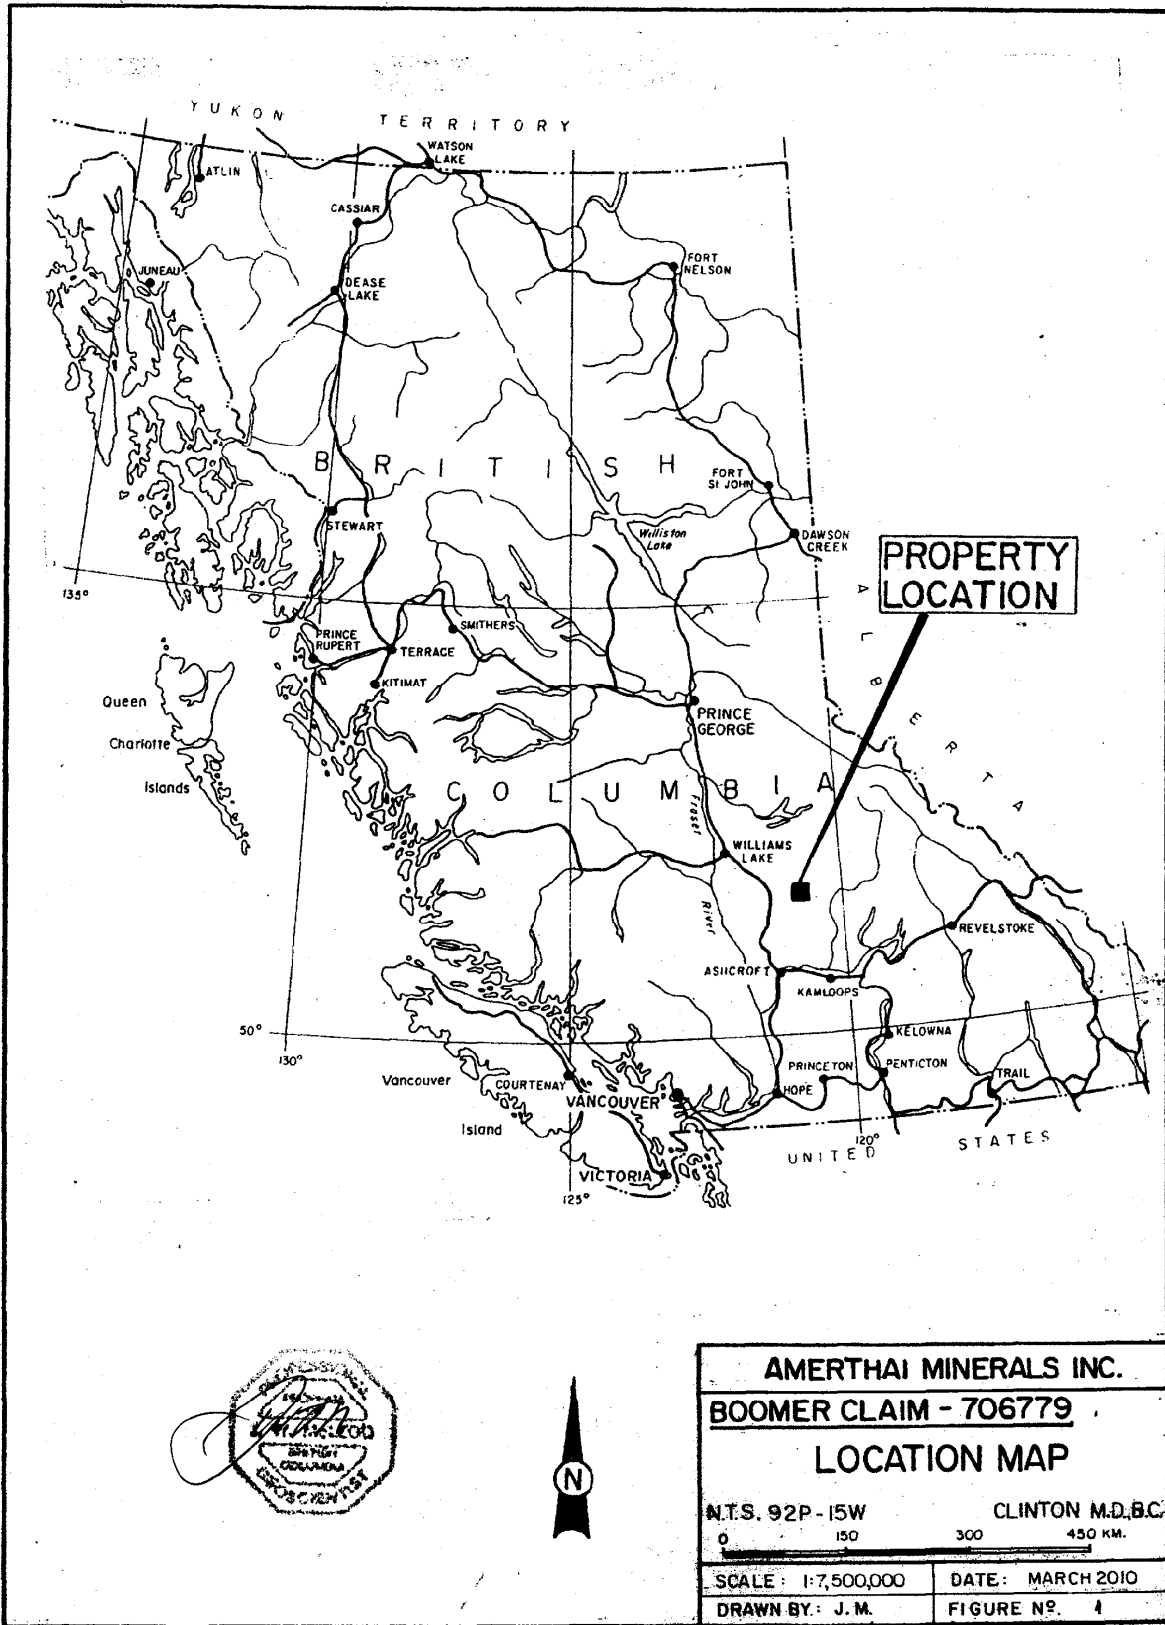 YUKON TERRITORY
WATSON
LAKE
ATLIN
CASSIAR
JUNEAU
DEASE
LAKE
FORT
NELSON
BRITISH
FORT
St. JOHN
STEWART
Williston
Lake
DAWSON
CREEK
PROPERTY
LOCATION
135°
ALBERTA
PRINCE
RUPERT
SMITHERS
TERRACE
KITIMAT
Queen
Charlotte
Islands
PRINCE
GEORGE
COLUMBIA
Fraser
River
WILLIAMS
LAKE
REVELSTOKE
ASHCROFT
KAMLOOPS
50°
130°
KELOWNA
Vancouver
Island
COURTENAY
PRINCETON
PENTICTON
TRAIL
VANCOUVER
HOPE
120°
UNITED STATES
VICTORIA
125°
BRITISH
COLUMBIA
GEOSCIENTIST
N
AMERTHAI MINERALS INC.
BOOMER CLAIM - 706779
LOCATION MAP
N.T.S. 92P-15W CLINTON M.D., B.C.
0 150 300 450 KM.
SCALE: 1:7,500,000 DATE: MARCH 2010
DRAWN BY: J. M. FIGURE Nº. 1